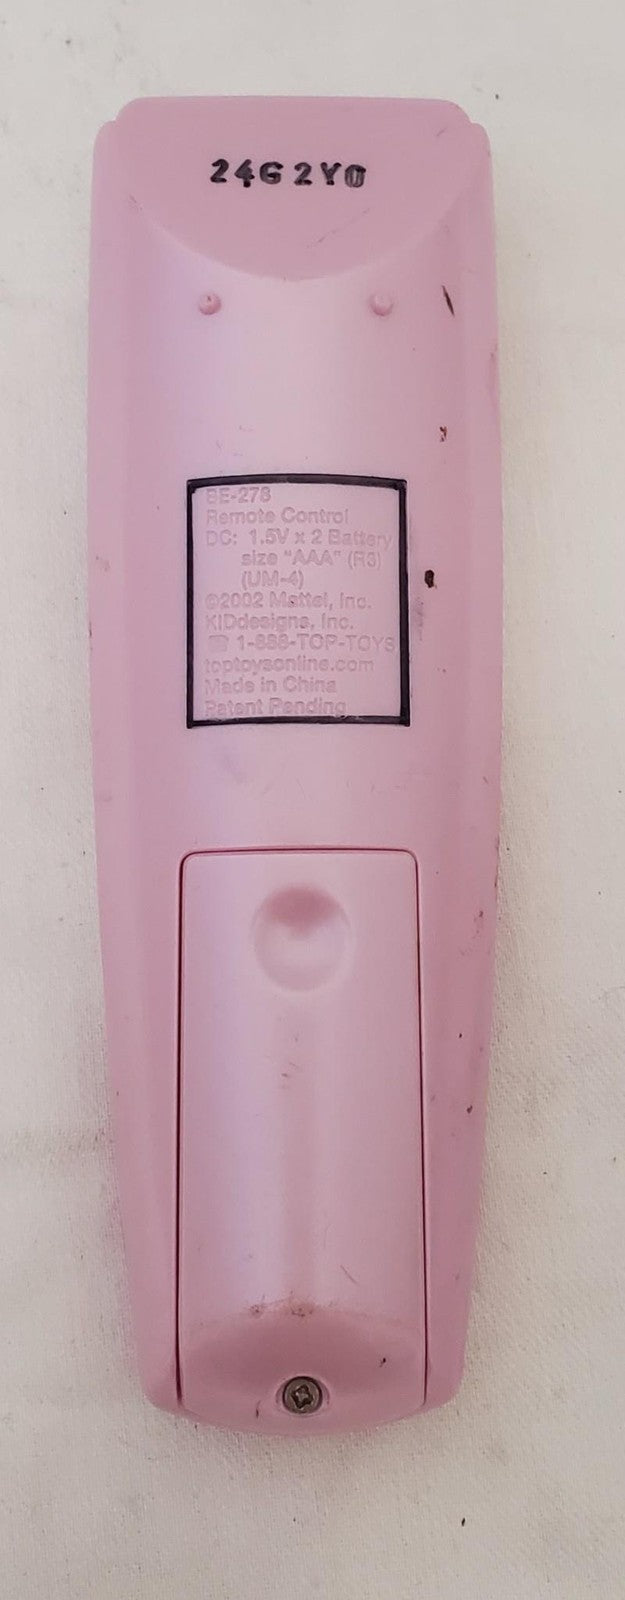 24G2Y0
BE-278
Remote Control
DC: 1.5V x 2 Battery
size "AAA" (R3)
(UM-4)
©2002 Mattel, Inc.
KIDdesigns, Inc.
☎ 1-888-TOP-TOYS
toptoysonline.com
Made in China
Patent Pending